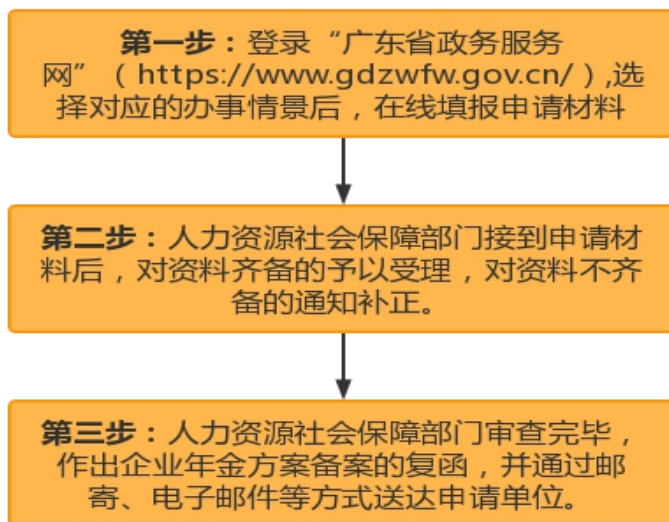 第一步：登录“广东省政务服务
网”（https://www.gdzwfw.gov.cn/）,选
择对应的办事情景后，在线填报申请材料
第二步：人力资源社会保障部门接到申请材
料后，对资料齐备的予以受理，对资料不齐
备的通知补正。
第三步：人力资源社会保障部门审查完毕，
作出企业年金方案备案的复函，并通过邮
寄、电子邮件等方式送达申请单位。